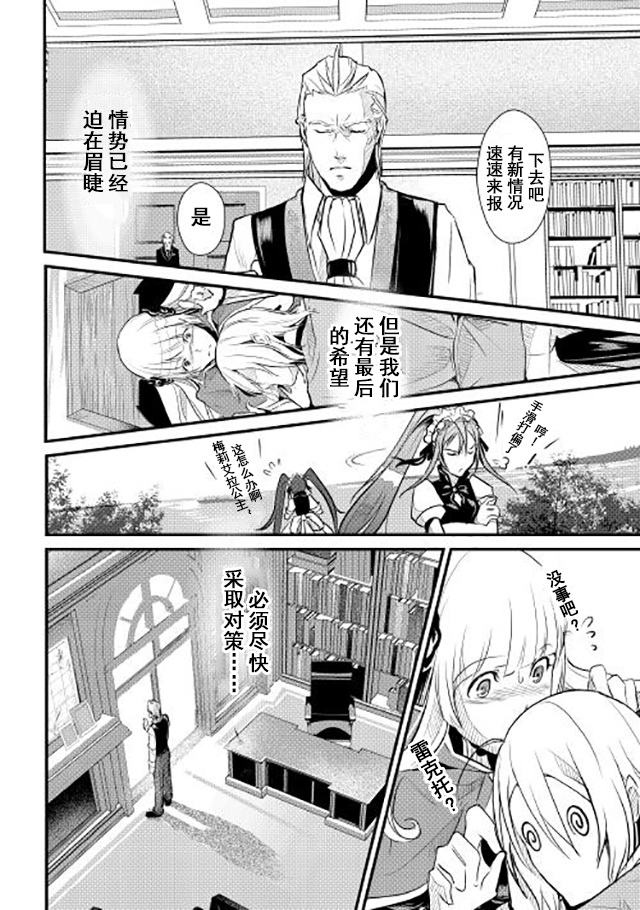 下去吧
有新情况
速速来报
是
情势已经
迫在眉睫
但是我们
还有最后
的希望
哼！
手滑打偏了
这怎么办啊
梅莉艾拉公主
没事吧？
雷克托？
必须尽快
采取对策……